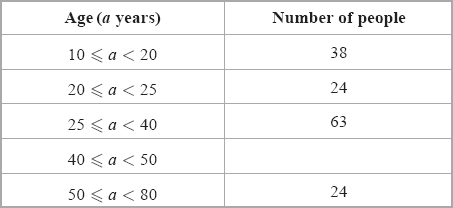 Age (a years) Number of people
10 ⩽ a < 20 38
20 ⩽ a < 25 24
25 ⩽ a < 40 63
40 ⩽ a < 50
50 ⩽ a < 80 24